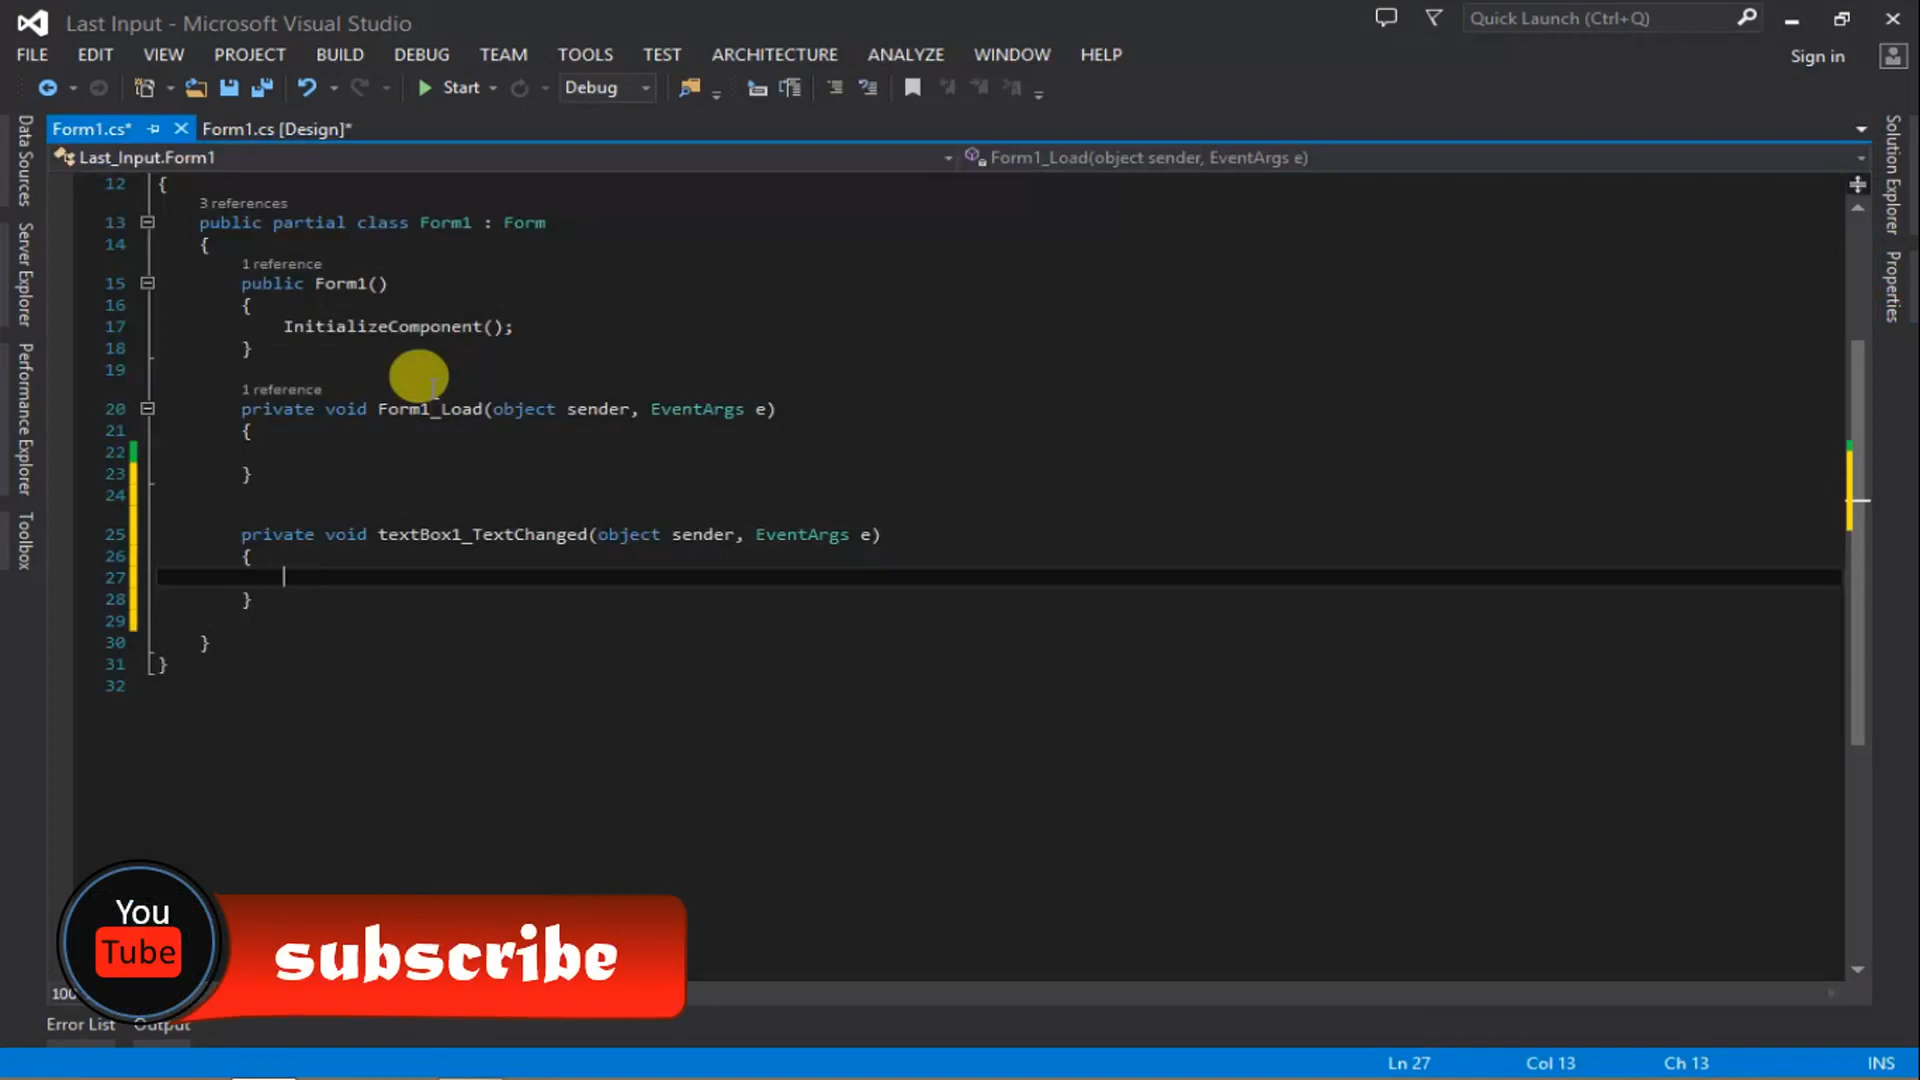 Last Input - Microsoft Visual Studio
Quick Launch (Ctrl+Q)
FILE EDIT VIEW PROJECT BUILD DEBUG TEAM TOOLS TEST ARCHITECTURE ANALYZE WINDOW HELP
Sign in
Start Debug
Form1.cs* Form1.cs [Design]*
Last_Input.Form1 Form1_Load(object sender, EventArgs e)
Data Sources
Server Explorer
Performance Explorer
Toolbox
Solution Explorer
Properties
12 {
3 references
13 public partial class Form1 : Form
14 {
1 reference
15 public Form1()
16 {
17 InitializeComponent();
18 }
19
1 reference
20 private void Form1_Load(object sender, EventArgs e)
21 {
22
23 }
24
25 private void textBox1_TextChanged(object sender, EventArgs e)
26 {
27
28 }
29
30 }
31 }
32
You
Tube
subscribe
100
Error List Output
Ln 27 Col 13 Ch 13 INS